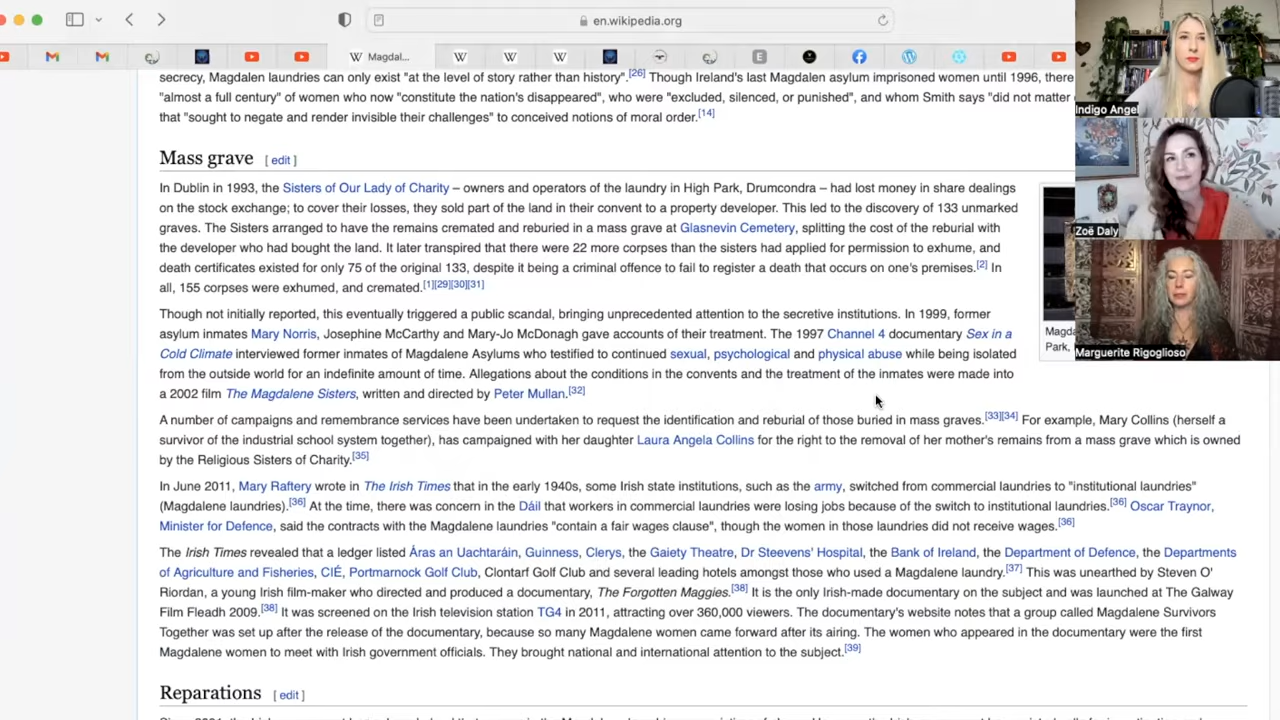 en.wikipedia.org
Magdal...
secrecy, Magdalen laundries can only exist "at the level of story rather than history".[26] Though Ireland's last Magdalen asylum imprisoned women until 1996, there
"almost a full century" of women who now "constitute the nation's disappeared", who were "excluded, silenced, or punished", and whom Smith says "did not matter
that "sought to negate and render invisible their challenges" to conceived notions of moral order.[14]
Mass grave [ edit ]
In Dublin in 1993, the Sisters of Our Lady of Charity – owners and operators of the laundry in High Park, Drumcondra – had lost money in share dealings
on the stock exchange; to cover their losses, they sold part of the land in their convent to a property developer. This led to the discovery of 133 unmarked
graves. The Sisters arranged to have the remains cremated and reburied in a mass grave at Glasnevin Cemetery, splitting the cost of the reburial with
the developer who had bought the land. It later transpired that there were 22 more corpses than the sisters had applied for permission to exhume, and
death certificates existed for only 75 of the original 133, despite it being a criminal offence to fail to register a death that occurs on one's premises.[2] In
all, 155 corpses were exhumed, and cremated.[1][29][30][31]
Though not initially reported, this eventually triggered a public scandal, bringing unprecedented attention to the secretive institutions. In 1999, former
asylum inmates Mary Norris, Josephine McCarthy and Mary-Jo McDonagh gave accounts of their treatment. The 1997 Channel 4 documentary Sex in a
Cold Climate interviewed former inmates of Magdalene Asylums who testified to continued sexual, psychological and physical abuse while being isolated
from the outside world for an indefinite amount of time. Allegations about the conditions in the convents and the treatment of the inmates were made into
a 2002 film The Magdalene Sisters, written and directed by Peter Mullan.[32]
Magda
Park,
A number of campaigns and remembrance services have been undertaken to request the identification and reburial of those buried in mass graves.[33][34] For example, Mary Collins (herself a
survivor of the industrial school system together), has campaigned with her daughter Laura Angela Collins for the right to the removal of her mother's remains from a mass grave which is owned
by the Religious Sisters of Charity.[35]
In June 2011, Mary Raftery wrote in The Irish Times that in the early 1940s, some Irish state institutions, such as the army, switched from commercial laundries to "institutional laundries"
(Magdalene laundries).[36] At the time, there was concern in the Dáil that workers in commercial laundries were losing jobs because of the switch to institutional laundries.[36] Oscar Traynor,
Minister for Defence, said the contracts with the Magdalene laundries "contain a fair wages clause", though the women in those laundries did not receive wages.[36]
The Irish Times revealed that a ledger listed Áras an Uachtaráin, Guinness, Clerys, the Gaiety Theatre, Dr Steevens' Hospital, the Bank of Ireland, the Department of Defence, the Departments
of Agriculture and Fisheries, CIÉ, Portmarnock Golf Club, Clontarf Golf Club and several leading hotels amongst those who used a Magdalene laundry.[37] This was unearthed by Steven O'
Riordan, a young Irish film-maker who directed and produced a documentary, The Forgotten Maggies.[38] It is the only Irish-made documentary on the subject and was launched at The Galway
Film Fleadh 2009.[38] It was screened on the Irish television station TG4 in 2011, attracting over 360,000 viewers. The documentary's website notes that a group called Magdalene Survivors
Together was set up after the release of the documentary, because so many Magdalene women came forward after its airing. The women who appeared in the documentary were the first
Magdalene women to meet with Irish government officials. They brought national and international attention to the subject.[39]
Reparations [ edit ]
Indigo Angel
Zoë Daly
Marguerite Rigoglioso